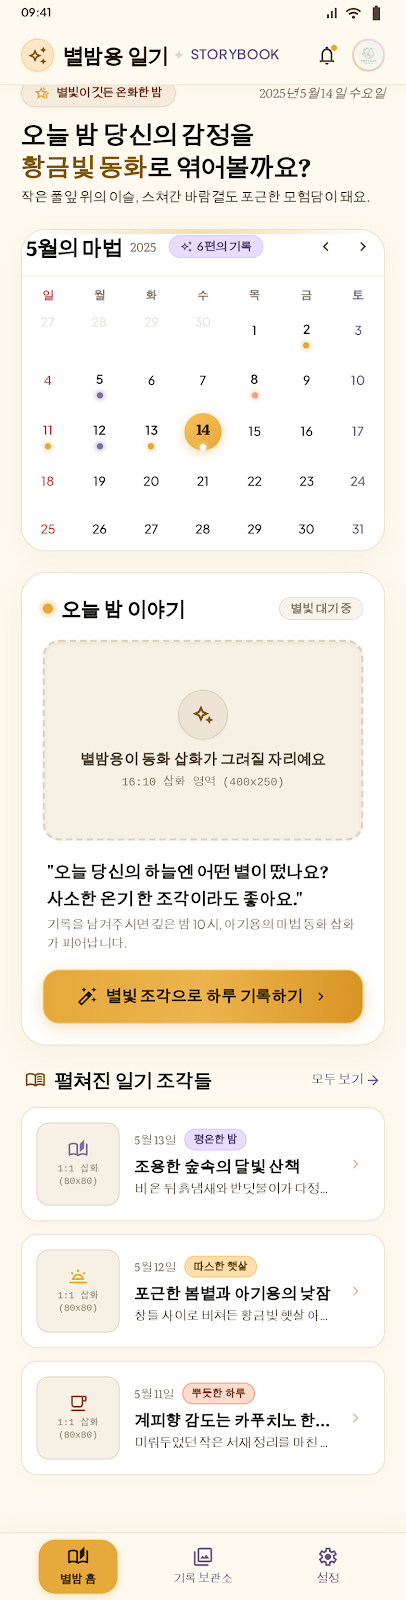 09:41
별밤용 일기 STORYBOOK
별빛이 깃든 온화한 밤 2025년 5월 14일 수요일
오늘 밤 당신의 감정을
황금빛 동화로 엮어볼까요?
작은 풀잎 위의 이슬, 스쳐간 바람결도 포근한 모험담이 돼요.
5월의 마법 2025 6편의 기록
일 월 화 수 목 금 토
27 28 29 30 1 2 3
4 5 6 7 8 9 10
11 12 13 14 15 16 17
18 19 20 21 22 23 24
25 26 27 28 29 30 31
오늘 밤 이야기 별빛 대기 중
별밤용이 동화 삽화가 그려질 자리예요
16:10 삽화 영역 (400x250)
"오늘 당신의 하늘엔 어떤 별이 떴나요?
사소한 온기 한 조각이라도 좋아요."
기록을 남겨주시면 깊은 밤 10시, 아기용의 마법 동화 삽화
가 피어납니다.
별빛 조각으로 하루 기록하기
펼쳐진 일기 조각들 모두 보기
1:1 삽화
(80x80)
5월 13일 평온한 밤
조용한 숲속의 달빛 산책
비 온 뒤 흙냄새와 반딧불이가 다정...
1:1 삽화
(80x80)
5월 12일 따스한 햇살
포근한 봄볕과 아기용의 낮잠
창틀 사이로 비쳐든 황금빛 햇살 아...
1:1 삽화
(80x80)
5월 11일 뿌듯한 하루
계피향 감도는 카푸치노 한...
미뤄두었던 작은 서재 정리를 마친 ...
별밤 홈 기록 보관소 설정